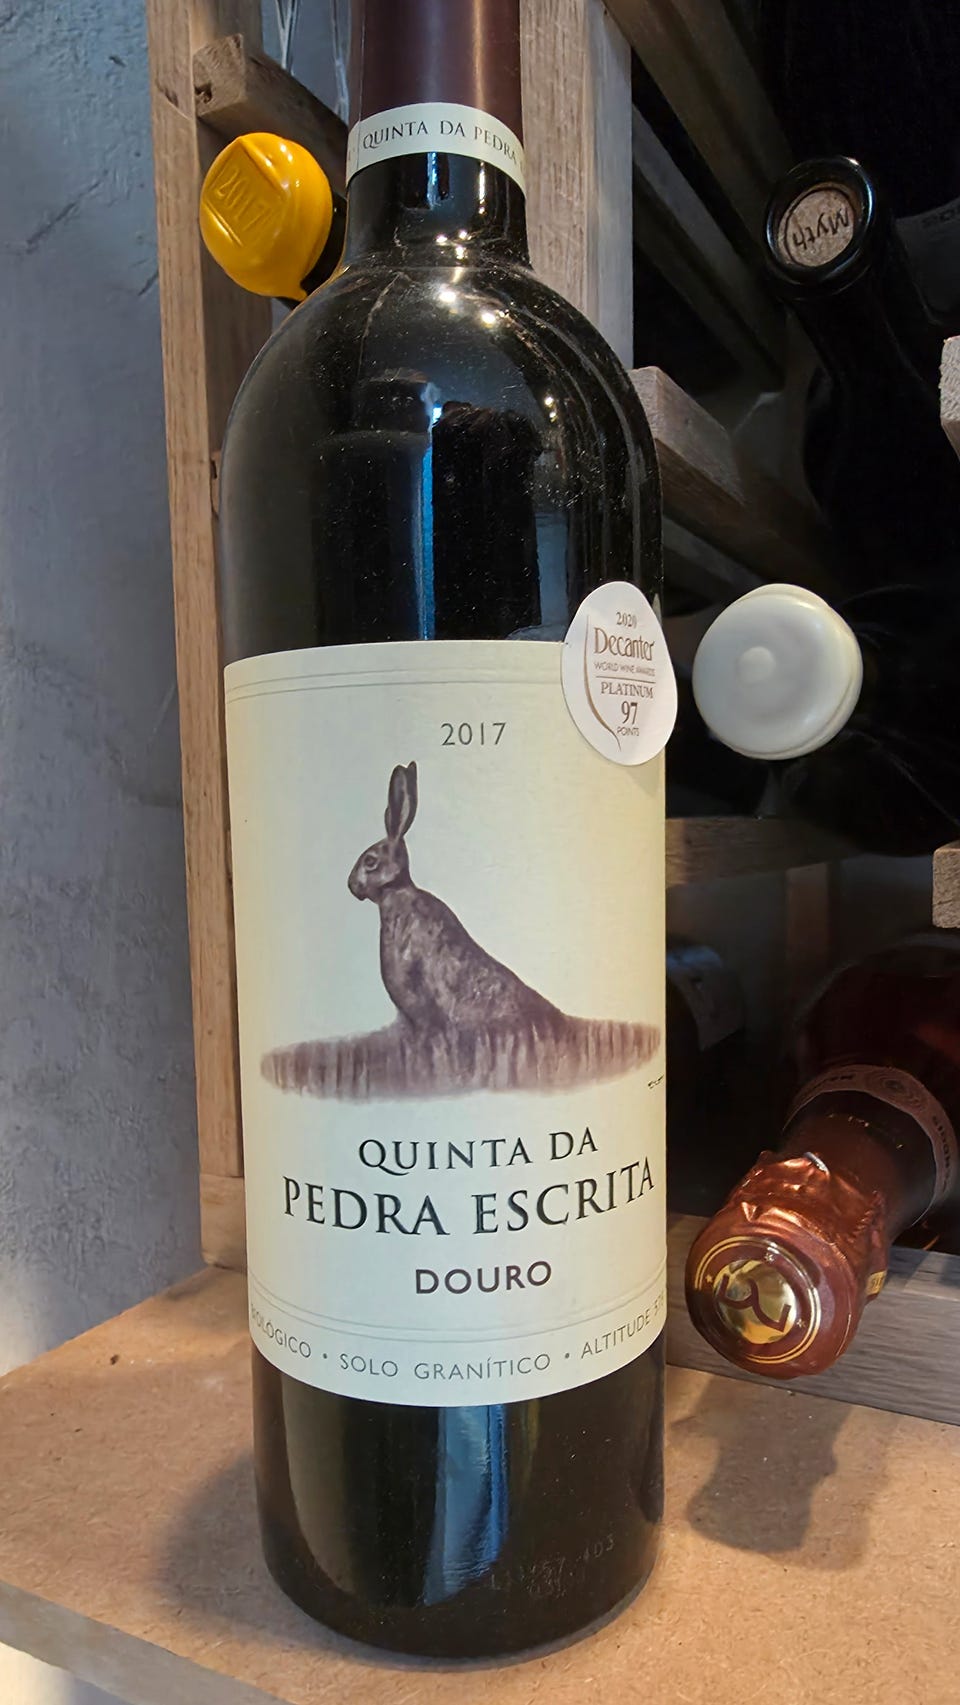 QUINTA DA PEDRA
2017
Myth
2020
Decanter
WORLD WINE AWARDS
PLATINUM
97
POINTS
2017
QUINTA DA
PEDRA ESCRITA
DOURO
BIOLÓGICO • SOLO GRANÍTICO • ALTITUDE